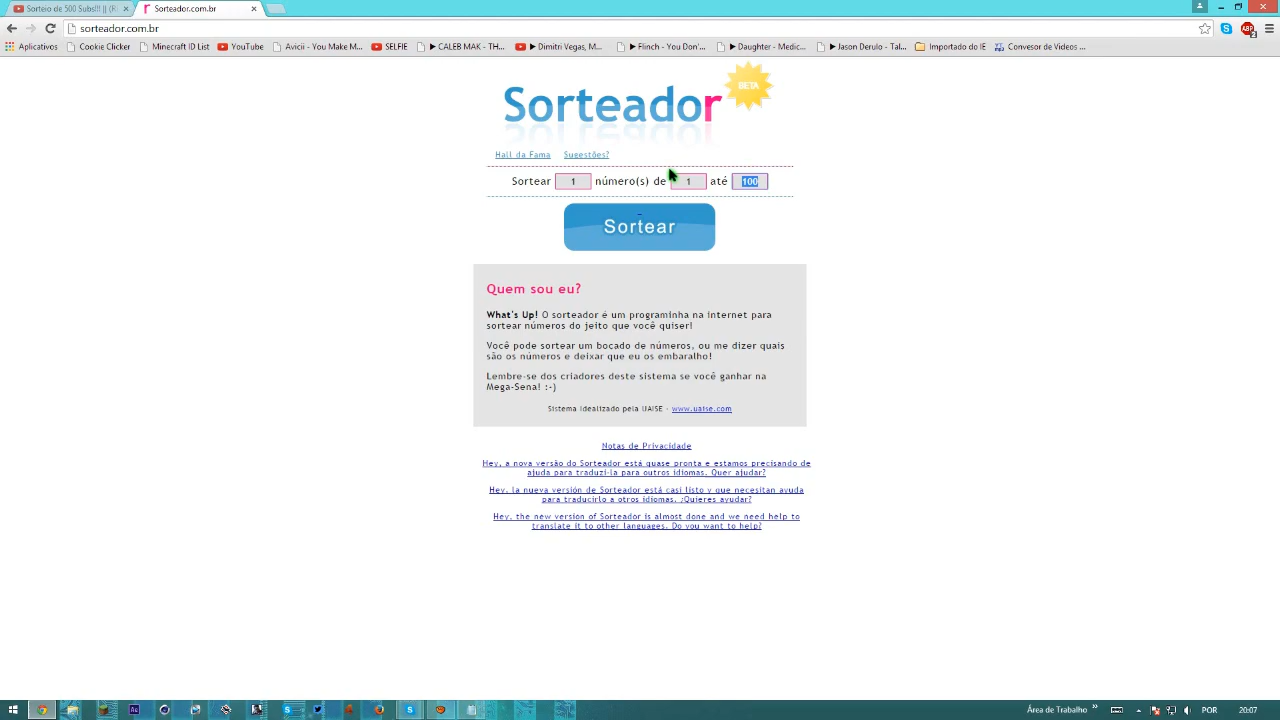 Sorteio de 500 Subs!!! | (R
Sorteador.com.br
sorteador.com.br
Aplicativos Cookie Clicker Minecraft ID List YouTube Avicii - You Make M... SELFIE ▶ CALEB MAK - TH... ▶ Dimitri Vegas, M... ▶ Flinch - You Don'... ▶ Daughter - Medic... ▶ Jason Derulo - Tal... Importado do IE Convesor de Videos ...
Sorteador
BETA
Hall da Fama Sugestões?
Sortear 1 número(s) de 1 até 100
Sortear
Quem sou eu?
What's Up! O sorteador é um programinha na internet para
sortear números do jeito que você quiser!
Você pode sortear um bocado de números, ou me dizer quais
são os números e deixar que eu os embaralho!
Lembre-se dos criadores deste sistema se você ganhar na
Mega-Sena! :-)
Sistema Idealizado pela UAISE - www.uaise.com
Notas de Privacidade
Hey, a nova versão do Sorteador está quase pronta e estamos precisando de
ajuda para traduzí-la para outros idiomas. Quer ajudar?
Hey, la nueva versión de Sorteador está casi listo y que necesitan ayuda
para traducirlo a otros idiomas. ¿Quieres ayudar?
Hey, the new version of Sorteador is almost done and we need help to
translate it to other languages. Do you want to help?
Área de Trabalho POR 20:07